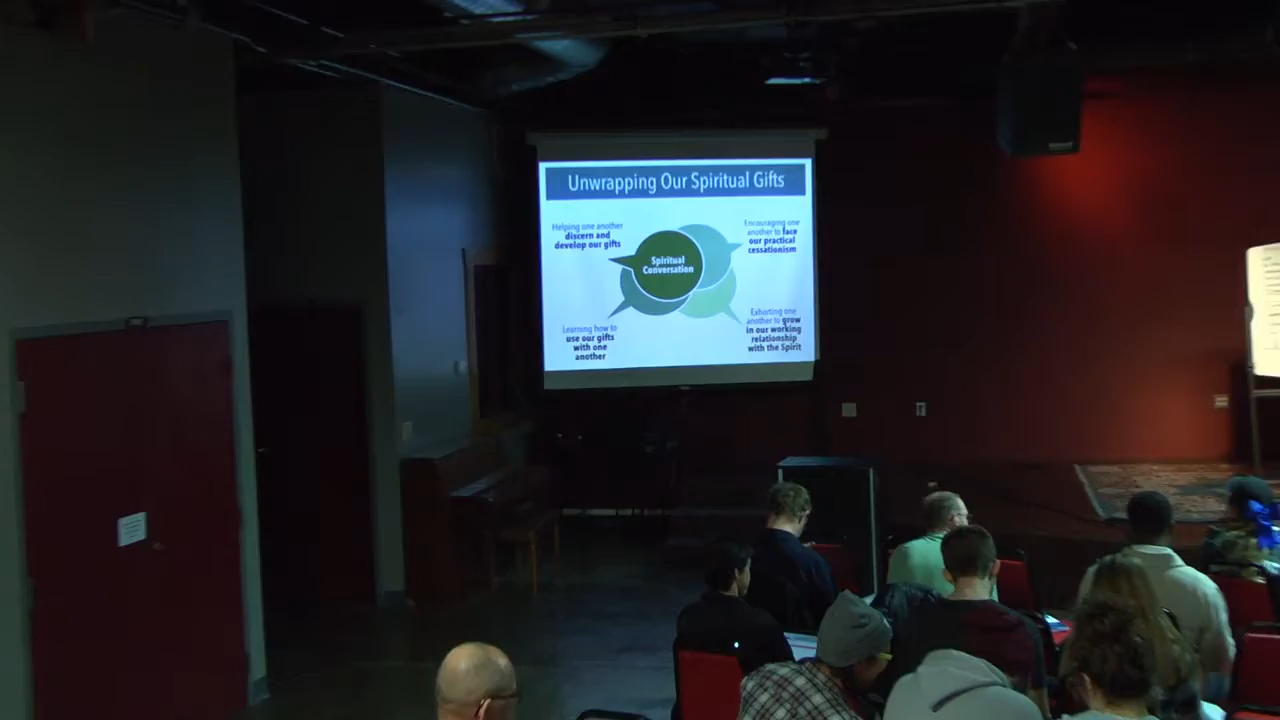 Unwrapping Our Spiritual Gifts
Helping one another
discern and
develop our gifts
Encouraging one
another to face
our practical
cessationism
Spiritual
Conversation
Learning how to
use our gifts
with one
another
Exhorting one
another to grow
in our working
relationship
with the Spirit